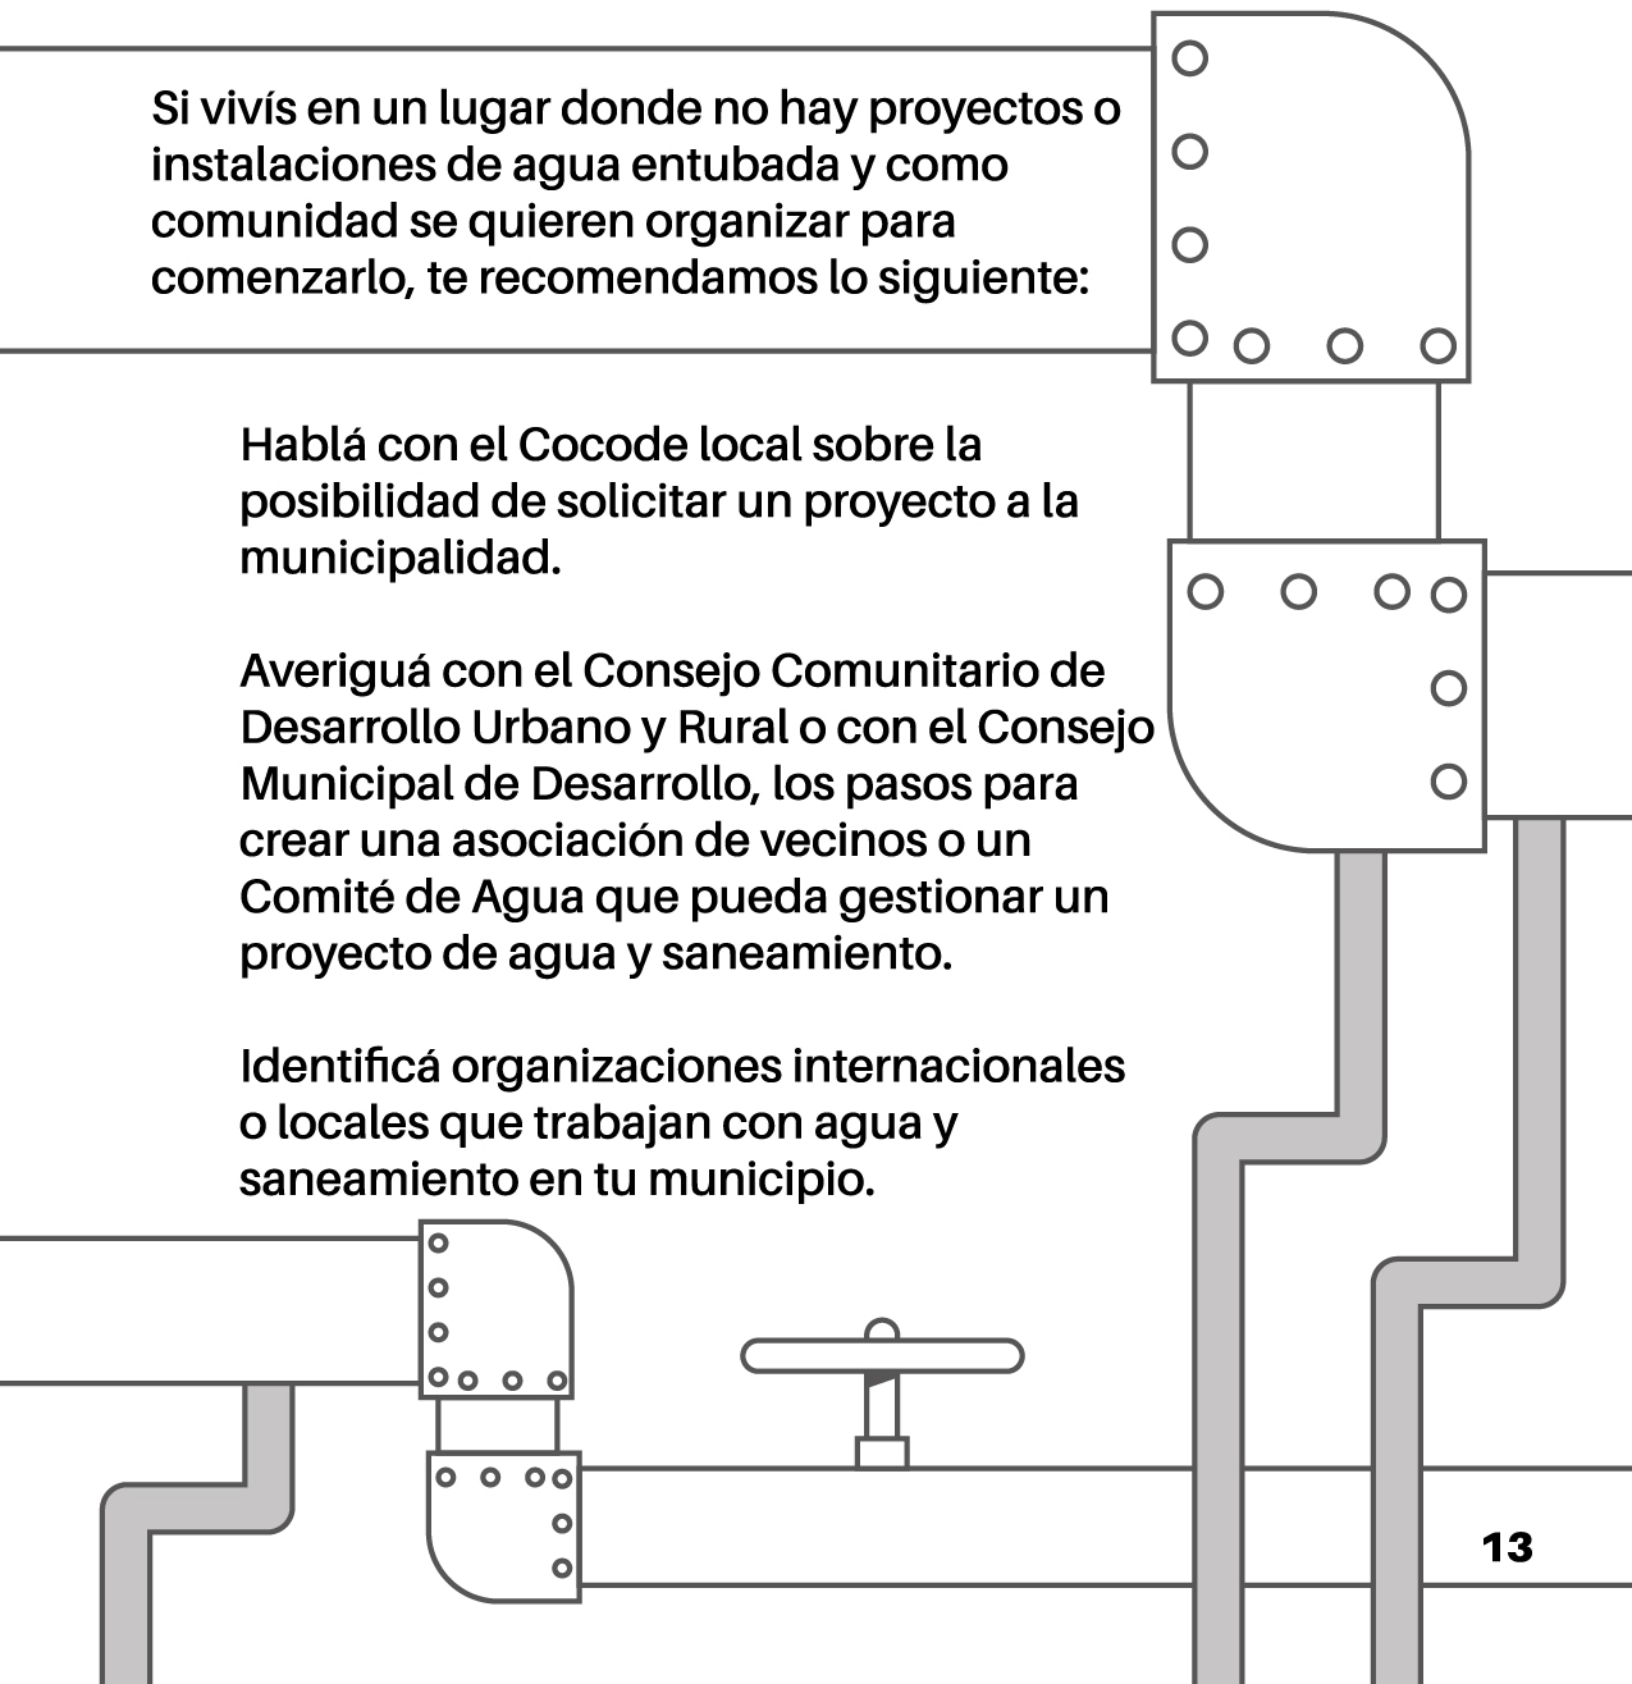 Si vivís en un lugar donde no hay proyectos o
instalaciones de agua entubada y como
comunidad se quieren organizar para
comenzarlo, te recomendamos lo siguiente:
Hablá con el Cocode local sobre la
posibilidad de solicitar un proyecto a la
municipalidad.
Averiguá con el Consejo Comunitario de
Desarrollo Urbano y Rural o con el Consejo
Municipal de Desarrollo, los pasos para
crear una asociación de vecinos o un
Comité de Agua que pueda gestionar un
proyecto de agua y saneamiento.
Identificá organizaciones internacionales
o locales que trabajan con agua y
saneamiento en tu municipio.
13